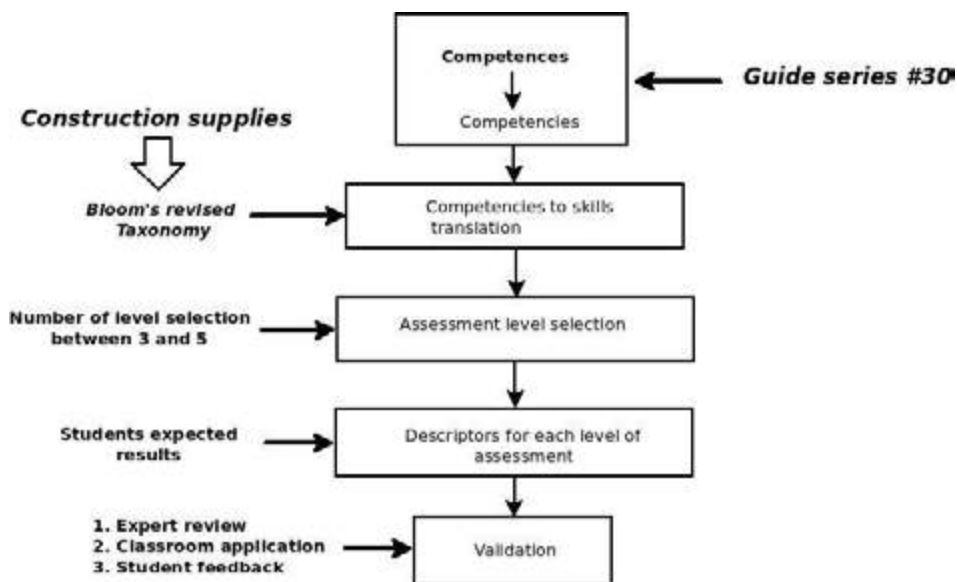 Competences
Competencies
Guide series #30
Construction supplies
Bloom's revised
Taxonomy
Competencies to skills
translation
Number of level selection
between 3 and 5
Assessment level selection
Students expected
results
Descriptors for each level of
assessment
1. Expert review
2. Classroom application
3. Student feedback
Validation